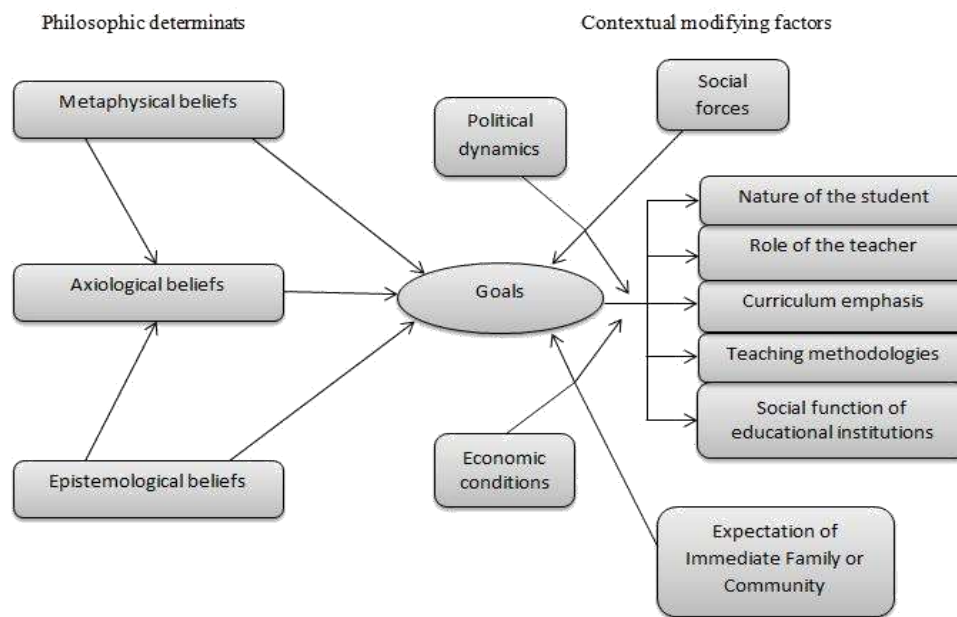 Philosophic determinats
Contextual modifying factors
Metaphysical beliefs
Axiological beliefs
Epistemological beliefs
Political
dynamics
Social
forces
Goals
Economic
conditions
Nature of the student
Role of the teacher
Curriculum emphasis
Teaching methodologies
Social function of
educational institutions
Expectation of
Immediate Family or
Community